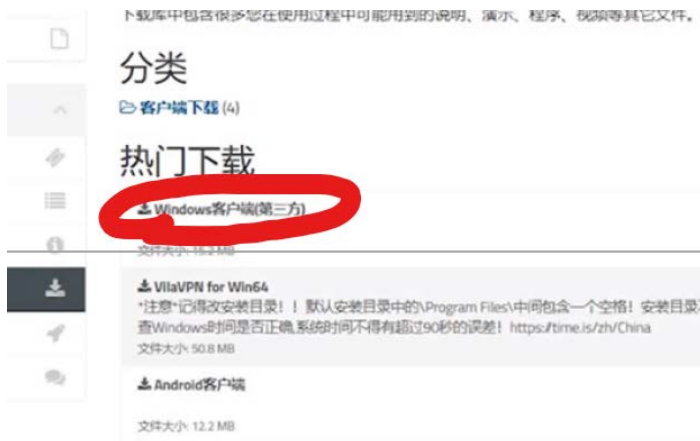 下载库中包含很多您在使用过程中可能用到的说明、演示、程序、视频等其它文件。
分类
客户端下载 (4)
热门下载
Windows客户端(第三方)
文件大小: 15.2 MB
VilaVPN for Win64
*注意*记得改安装目录！！默认安装目录中的\Program Files\中间包含一个空格！安装目录
查Windows时间是否正确,系统时间不得有超过90秒的误差！https://time.is/zh/China
文件大小: 50.8 MB
Android客户端
文件大小: 12.2 MB